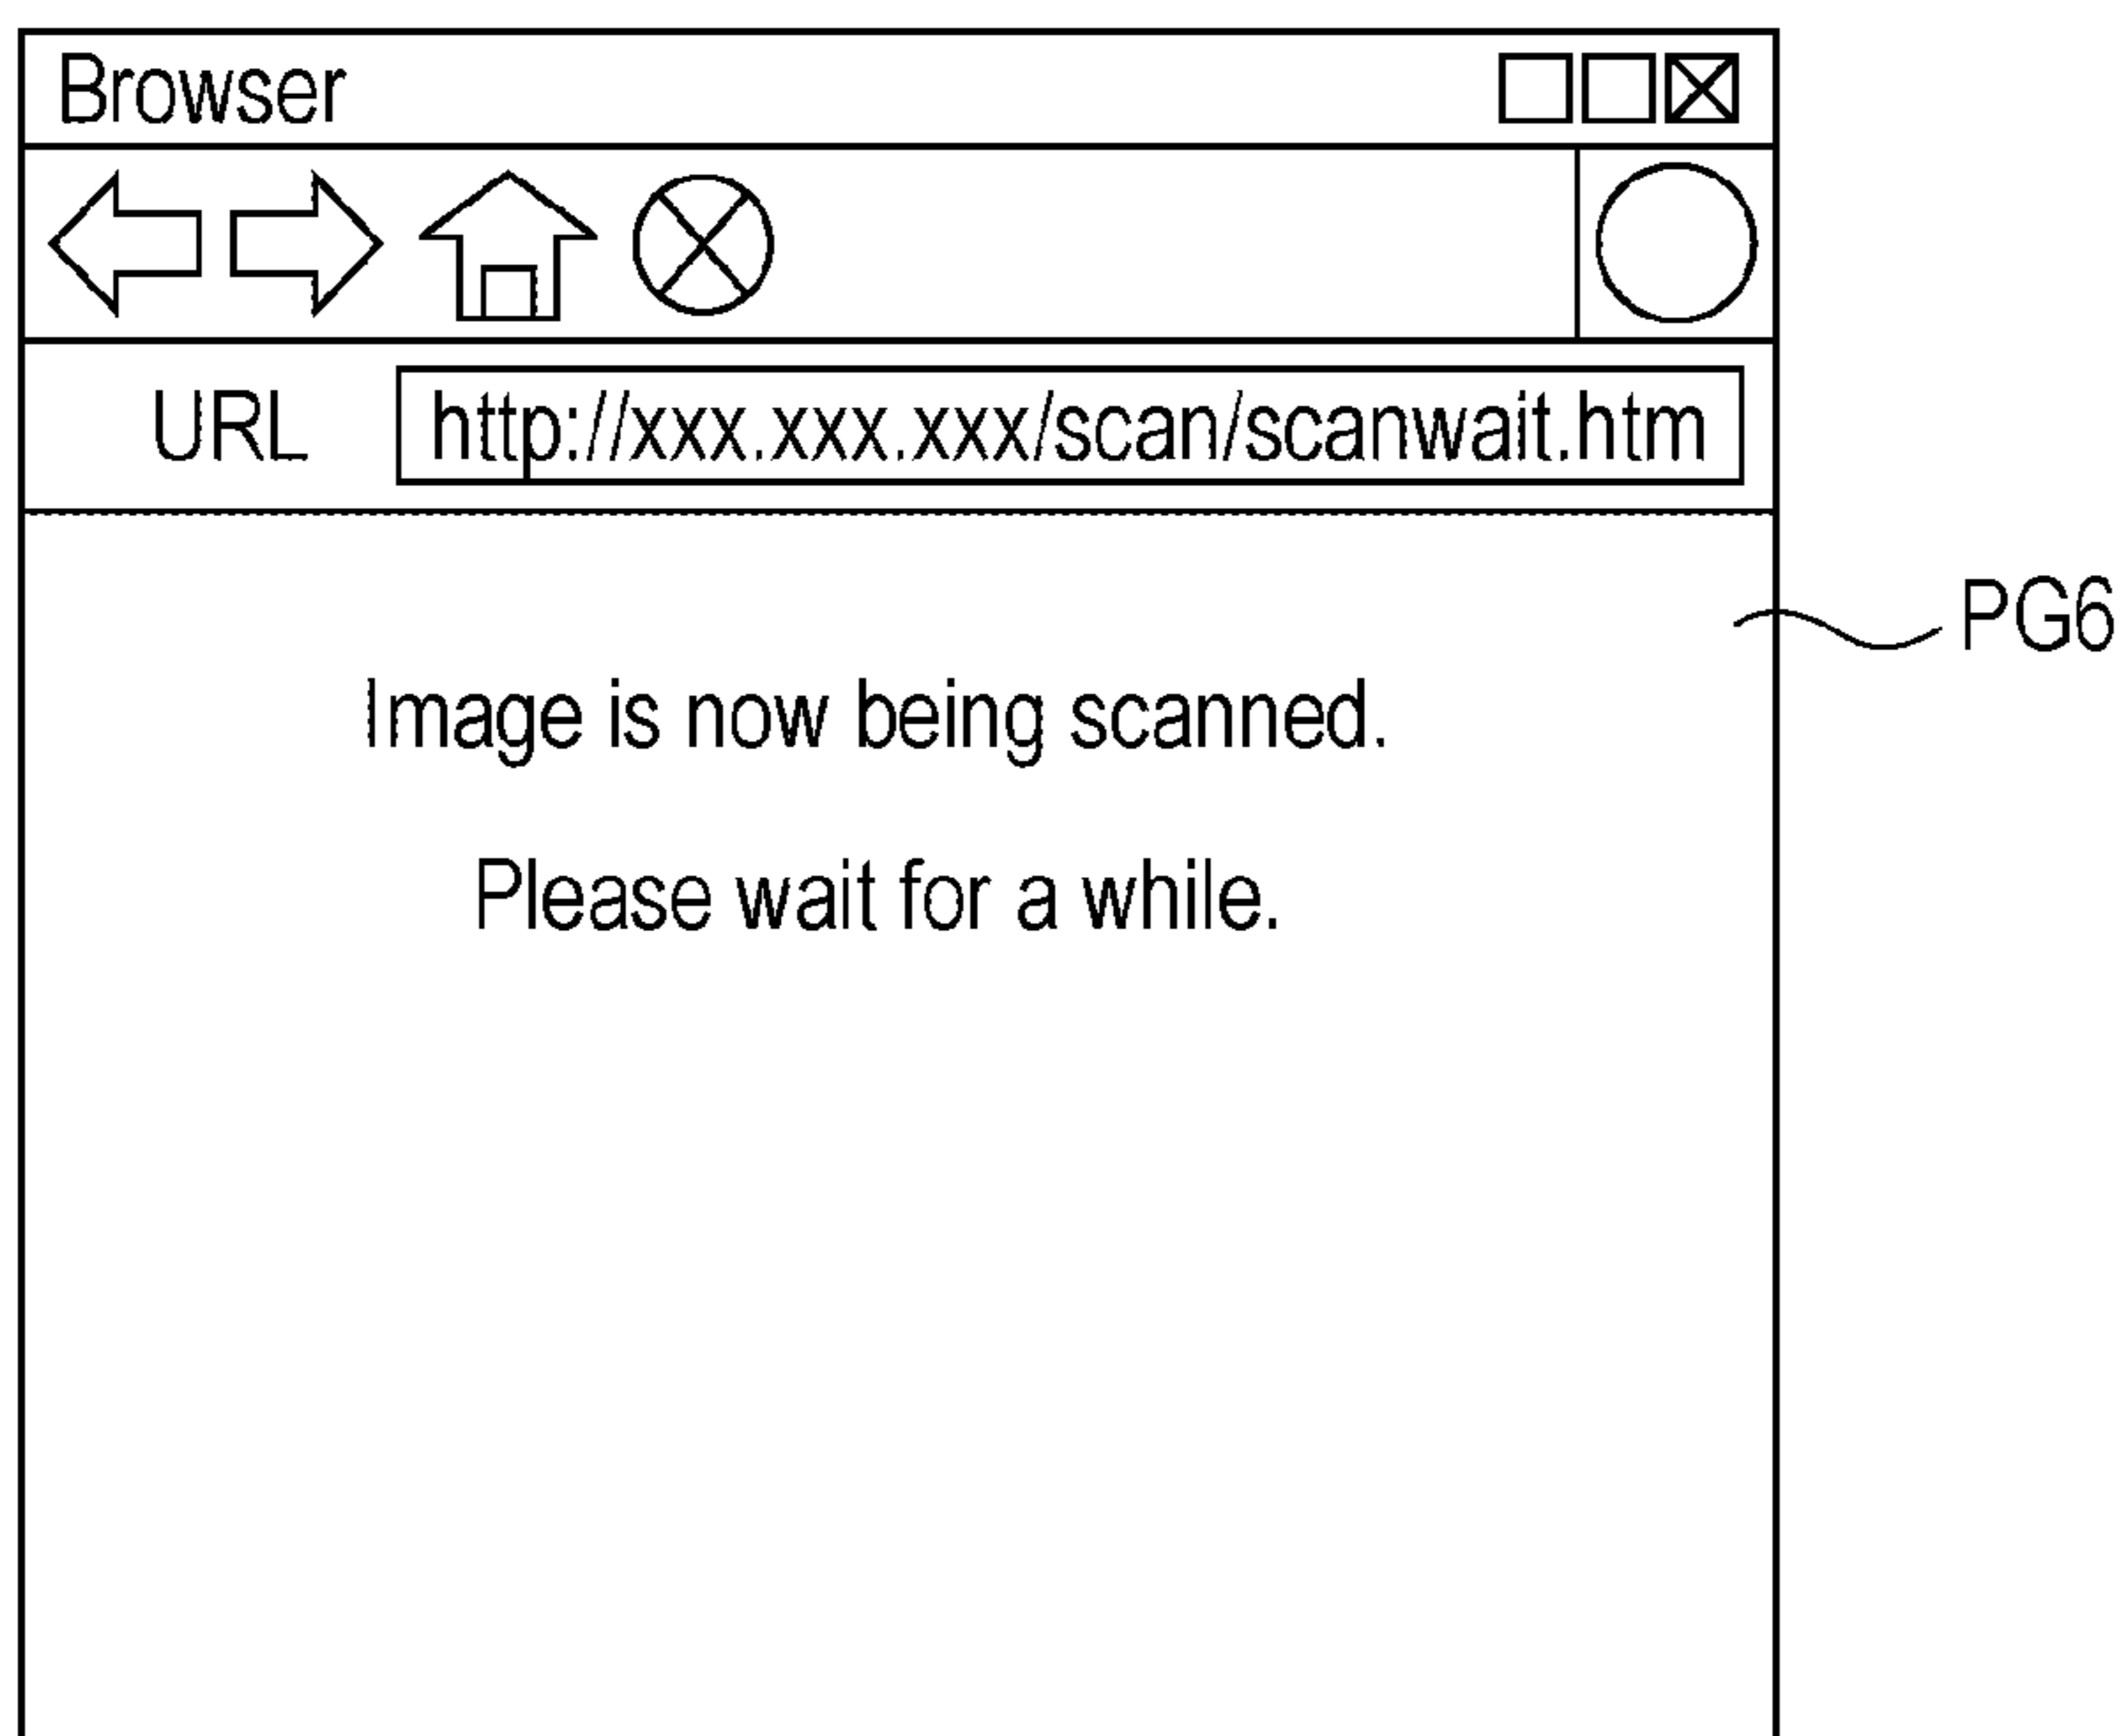 Browser
URL http://xxx.xxx.xxx/scan/scanwait.htm
PG6
Image is now being scanned.
Please wait for a while.